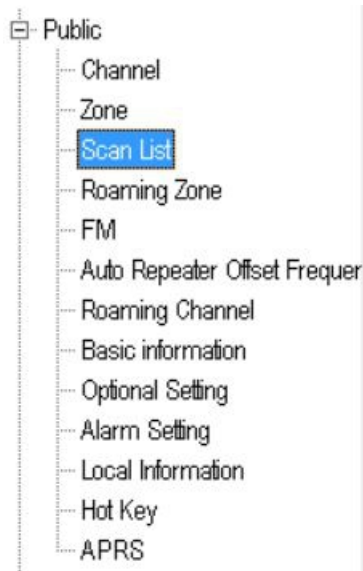 Public
Channel
Zone
Scan List
Roaming Zone
FM
Auto Repeater Offset Frequer
Roaming Channel
Basic information
Optional Setting
Alarm Setting
Local Information
Hot Key
APRS